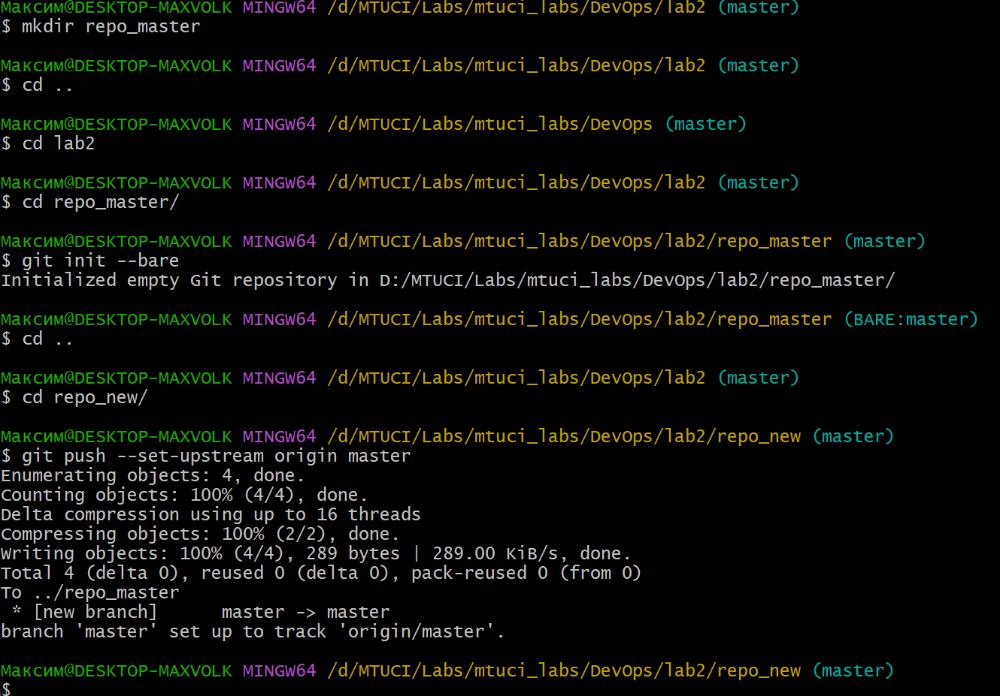 Максим@DESKTOP-MAXVOLK MINGW64 /d/MTUCI/Labs/mtuci_labs/DevOps/lab2 (master)
$ mkdir repo_master
Максим@DESKTOP-MAXVOLK MINGW64 /d/MTUCI/Labs/mtuci_labs/DevOps/lab2 (master)
$ cd ..
Максим@DESKTOP-MAXVOLK MINGW64 /d/MTUCI/Labs/mtuci_labs/DevOps (master)
$ cd lab2
Максим@DESKTOP-MAXVOLK MINGW64 /d/MTUCI/Labs/mtuci_labs/DevOps/lab2 (master)
$ cd repo_master/
Максим@DESKTOP-MAXVOLK MINGW64 /d/MTUCI/Labs/mtuci_labs/DevOps/lab2/repo_master (master)
$ git init --bare
Initialized empty Git repository in D:/MTUCI/Labs/mtuci_labs/DevOps/lab2/repo_master/
Максим@DESKTOP-MAXVOLK MINGW64 /d/MTUCI/Labs/mtuci_labs/DevOps/lab2/repo_master (BARE:master)
$ cd ..
Максим@DESKTOP-MAXVOLK MINGW64 /d/MTUCI/Labs/mtuci_labs/DevOps/lab2 (master)
$ cd repo_new/
Максим@DESKTOP-MAXVOLK MINGW64 /d/MTUCI/Labs/mtuci_labs/DevOps/lab2/repo_new (master)
$ git push --set-upstream origin master
Enumerating objects: 4, done.
Counting objects: 100% (4/4), done.
Delta compression using up to 16 threads
Compressing objects: 100% (2/2), done.
Writing objects: 100% (4/4), 289 bytes | 289.00 KiB/s, done.
Total 4 (delta 0), reused 0 (delta 0), pack-reused 0 (from 0)
To ../repo_master
 * [new branch]      master -> master
branch 'master' set up to track 'origin/master'.
Максим@DESKTOP-MAXVOLK MINGW64 /d/MTUCI/Labs/mtuci_labs/DevOps/lab2/repo_new (master)
$